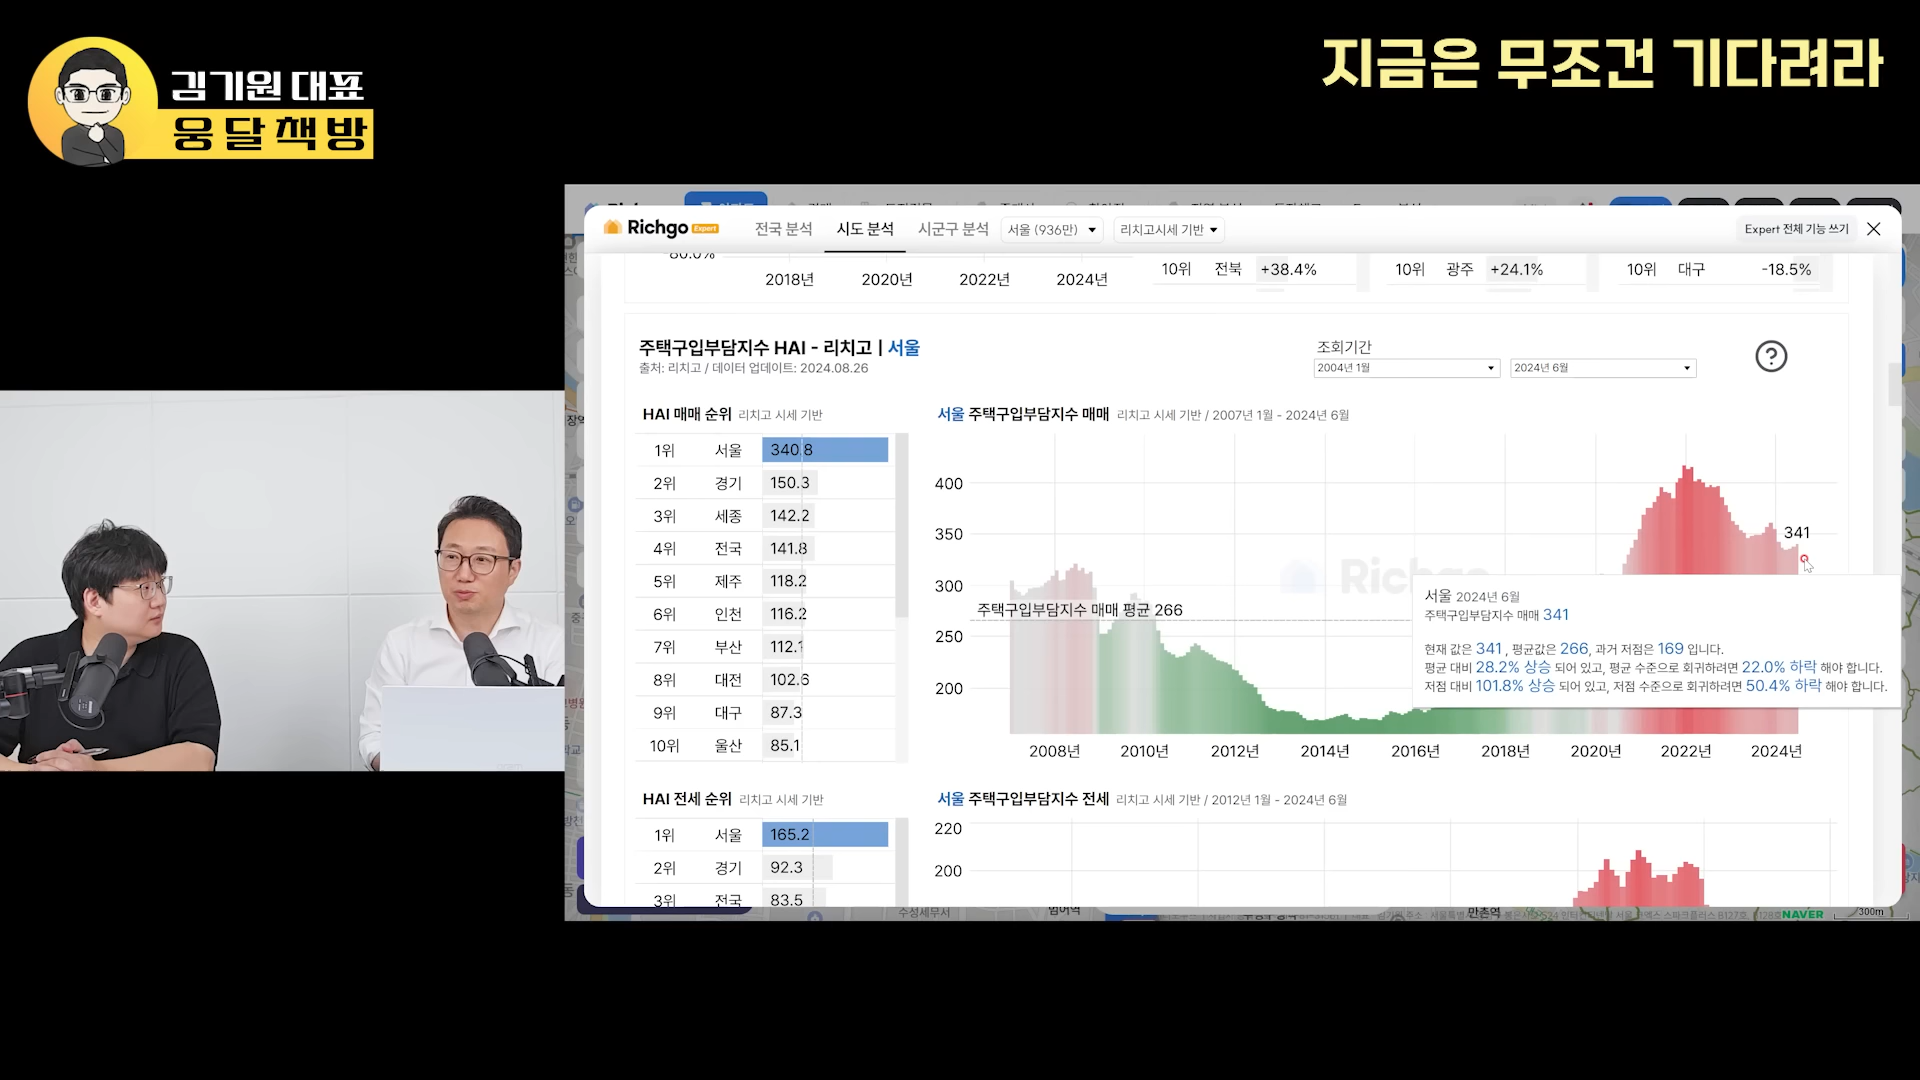 김기원 대표
웅달책방
지금은 무조건 기다려라
Richgo Expert
전국 분석
시도 분석
시군구 분석
서울 (936만)
리치고시세 기반
Expert 전체 기능 쓰기
-80.0%
2018년 2020년 2022년 2024년
10위 전북 +38.4%
10위 광주 +24.1%
10위 대구 -18.5%
주택구입부담지수 HAI - 리치고 | 서울
출처: 리치고 / 데이터 업데이트: 2024.08.26
조회기간
2004년 1월
2024년 6월
?
HAI 매매 순위 리치고 시세 기반
1위 서울 340.8
2위 경기 150.3
3위 세종 142.2
4위 전국 141.8
5위 제주 118.2
6위 인천 116.2
7위 부산 112.1
8위 대전 102.6
9위 대구 87.3
10위 울산 85.1
서울 주택구입부담지수 매매 리치고 시세 기반 / 2007년 1월 - 2024년 6월
400
350
300
250
200
341
주택구입부담지수 매매 평균 266
서울 2024년 6월
주택구입부담지수 매매 341
현재 값은 341 , 평균값은 266, 과거 저점은 169 입니다.
평균 대비 28.2% 상승 되어 있고, 평균 수준으로 회귀하려면 22.0% 하락 해야 합니다.
저점 대비 101.8% 상승 되어 있고, 저점 수준으로 회귀하려면 50.4% 하락 해야 합니다.
2008년 2010년 2012년 2014년 2016년 2018년 2020년 2022년 2024년
HAI 전세 순위 리치고 시세 기반
1위 서울 165.2
2위 경기 92.3
3위 전국 83.5
서울 주택구입부담지수 전세 리치고 시세 기반 / 2012년 1월 - 2024년 6월
220
200
수성세무서
범어역
만촌역
NAVER
300m